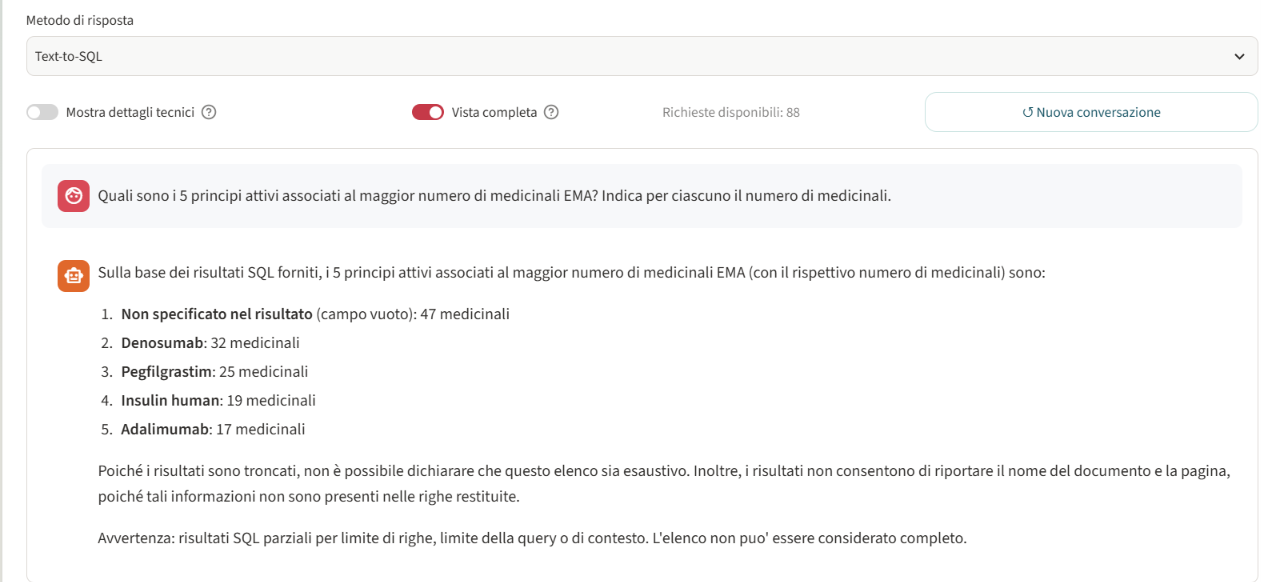 Metodo di risposta
Text-to-SQL
Mostra dettagli tecnici ?
Vista completa ?
Richieste disponibili: 88
↺ Nuova conversazione
Quali sono i 5 principi attivi associati al maggior numero di medicinali EMA? Indica per ciascuno il numero di medicinali.
Sulla base dei risultati SQL forniti, i 5 principi attivi associati al maggior numero di medicinali EMA (con il rispettivo numero di medicinali) sono:
1. Non specificato nel risultato (campo vuoto): 47 medicinali
2. Denosumab: 32 medicinali
3. Pegfilgrastim: 25 medicinali
4. Insulin human: 19 medicinali
5. Adalimumab: 17 medicinali
Poiché i risultati sono troncati, non è possibile dichiarare che questo elenco sia esaustivo. Inoltre, i risultati non consentono di riportare il nome del documento e la pagina,
poiché tali informazioni non sono presenti nelle righe restituite.
Avvertenza: risultati SQL parziali per limite di righe, limite della query o di contesto. L'elenco non puo' essere considerato completo.